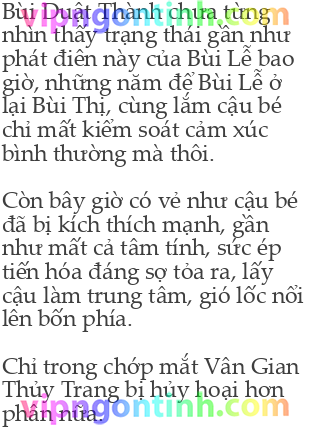 Bùi Duật Thành chưa từng
nhìn thấy trạng thái gần như
phát điên này của Bùi Lễ bao
giờ, những năm để Bùi Lễ ở
lại Bùi Thị, cùng lắm cậu bé
chỉ mất kiểm soát cảm xúc
bình thường mà thôi.
Còn bây giờ có vẻ như cậu bé
đã bị kích thích mạnh, gần
như mất cả tâm tính, sức ép
tiến hóa đáng sợ tỏa ra, lấy
cậu làm trung tâm, gió lốc nổi
lên bốn phía.
Chỉ trong chớp mắt Vân Gian
Thủy Trang bị hủy hoại hơn
phân nửa.
vipngontinh.com
vipngontinh.com